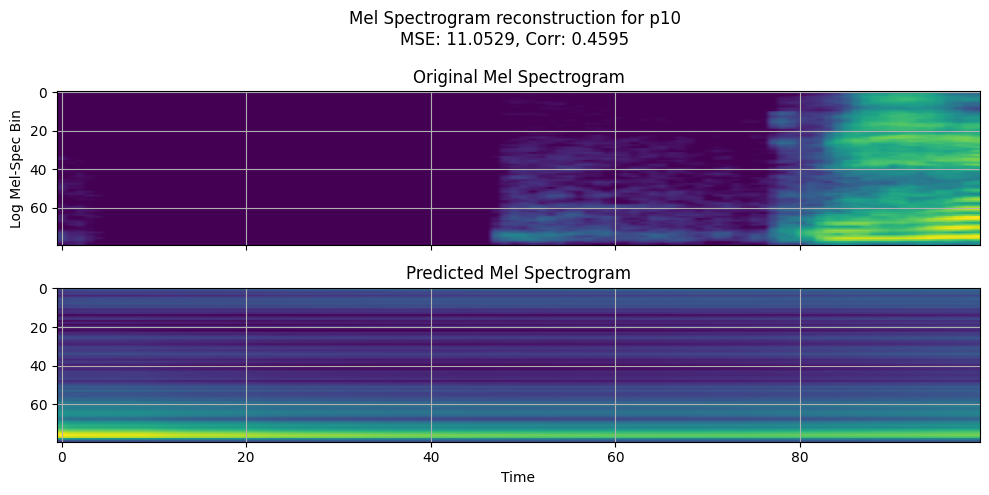 Mel Spectrogram reconstruction for p10
MSE: 11.0529, Corr: 0.4595
Original Mel Spectrogram
Log Mel-Spec Bin
0
20
40
60
Predicted Mel Spectrogram
0
20
40
60
0 20 40 60 80
Time